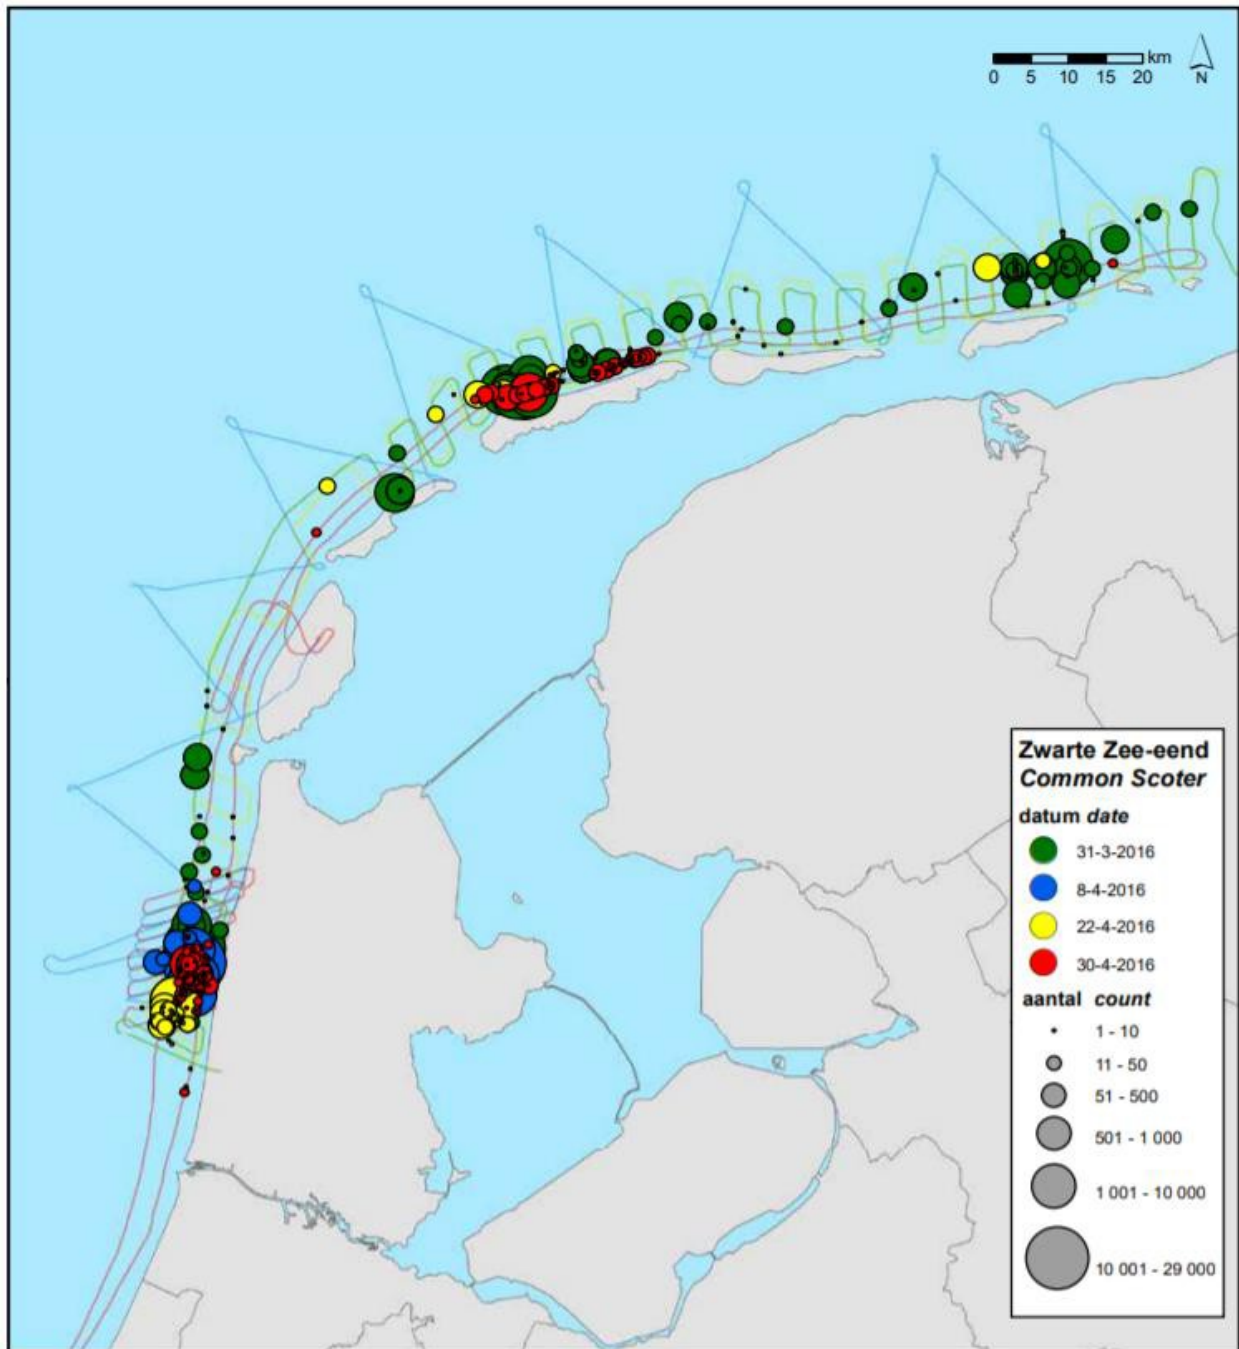 km
0 5 10 15 20
N
Zwarte Zee-eend
Common Scoter
datum date
31-3-2016
8-4-2016
22-4-2016
30-4-2016
aantal count
1 - 10
11 - 50
51 - 500
501 - 1 000
1 001 - 10 000
10 001 - 29 000